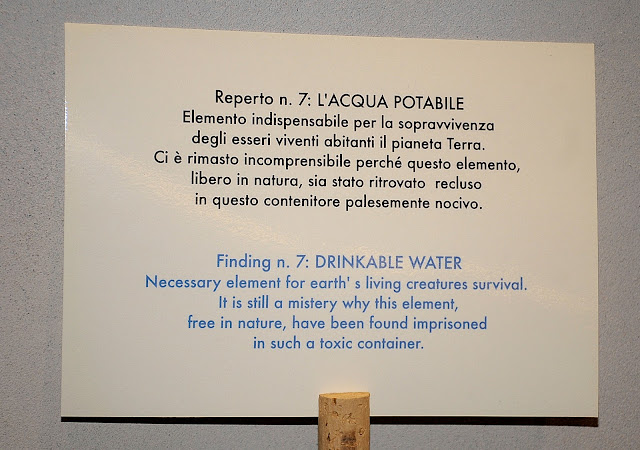 Reperto n. 7: L'ACQUA POTABILE
Elemento indispensabile per la sopravvivenza
degli esseri viventi abitanti il pianeta Terra.
Ci è rimasto incomprensibile perché questo elemento,
libero in natura, sia stato ritrovato recluso
in questo contenitore palesemente nocivo.
Finding n. 7: DRINKABLE WATER
Necessary element for earth' s living creatures survival.
It is still a mistery why this element,
free in nature, have been found imprisoned
in such a toxic container.